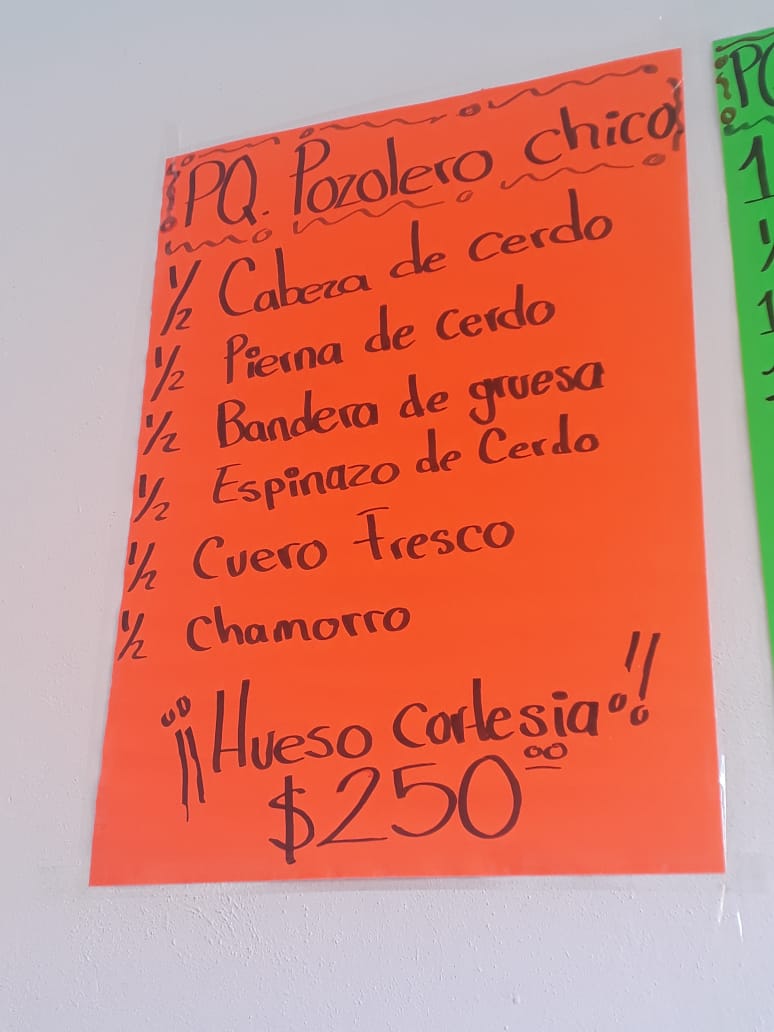 PQ. Pozolero chico
1/2 Cabeza de cerdo
1/2 Pierna de cerdo
1/2 Bandera de gruesa
1/2 Espinazo de Cerdo
1/2 Cuero Fresco
1/2 Chamorro
¡¡Hueso Cortesia!!
$250.00